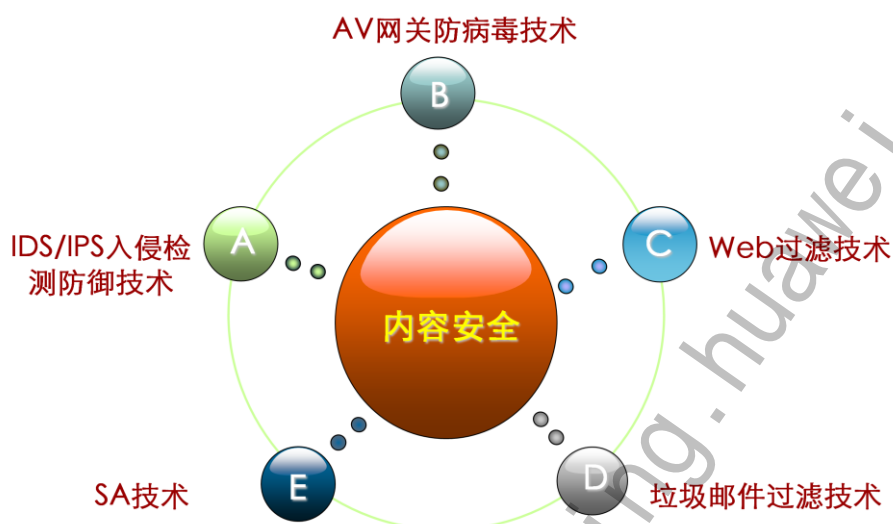 AV网关防病毒技术
B
A
IDS/IPS入侵检
测防御技术
C
Web过滤技术
内容安全
E
SA技术
D
垃圾邮件过滤技术
ing.huawei